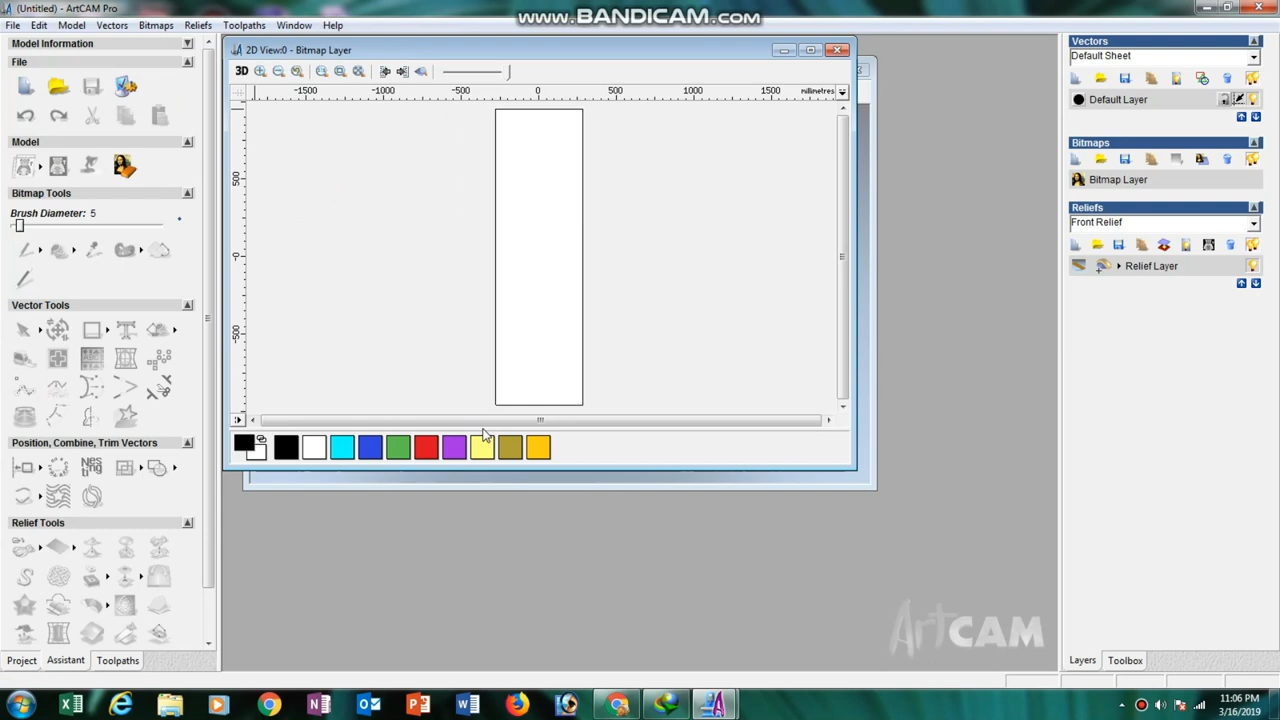 (Untitled) - ArtCAM Pro
www.BANDICAM.com
File Edit Model Vectors Bitmaps Reliefs Toolpaths Window Help
Model Information
File
Model
Bitmap Tools
Brush Diameter: 5
Vector Tools
Position, Combine, Trim Vectors
Nes
ting
Relief Tools
Project Assistant Toolpaths
2D View:0 - Bitmap Layer
3D
-1500 -1000 -500 0 500 1000 1500 millimetres
500
-0
-500
ArtCAM
Vectors
Default Sheet
Default Layer
Bitmaps
Bitmap Layer
Reliefs
Front Relief
Relief Layer
Layers Toolbox
11:06 PM
3/16/2019